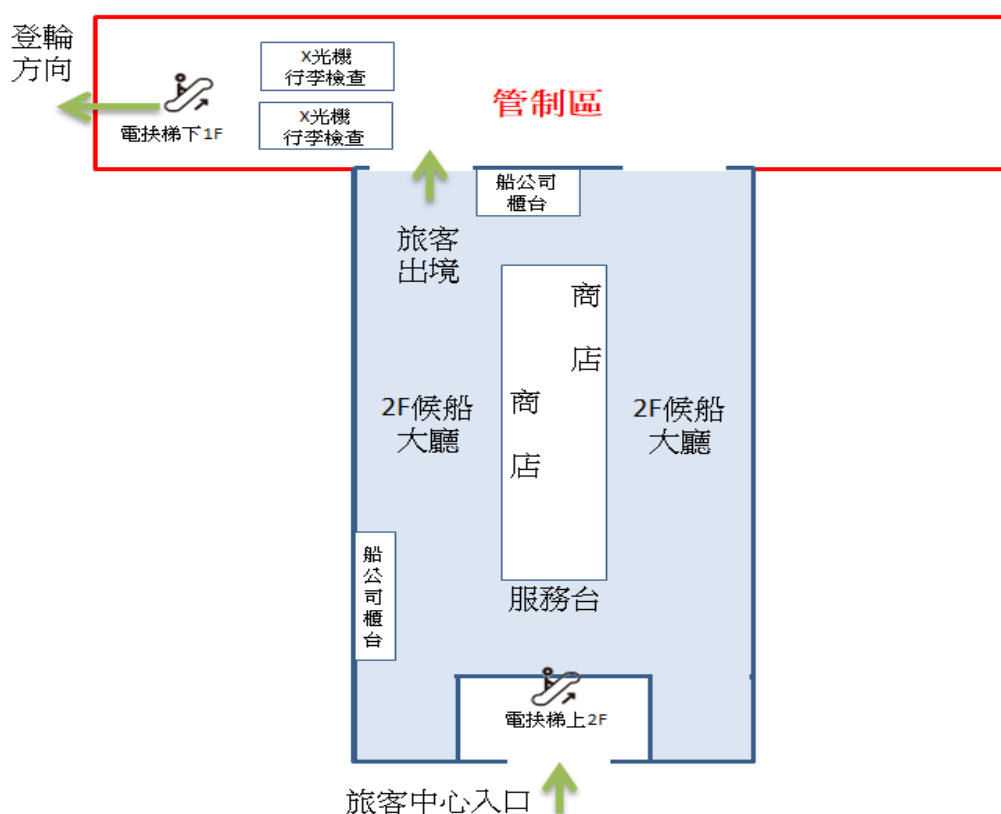 登輪
方向
X光機
行李檢查
X光機
行李檢查
管制區
電扶梯下1F
船公司
櫃台
旅客
出境
商
店
商
店
2F候船
大廳
2F候船
大廳
船
公
司
櫃
台
服務台
電扶梯上2F
旅客中心入口